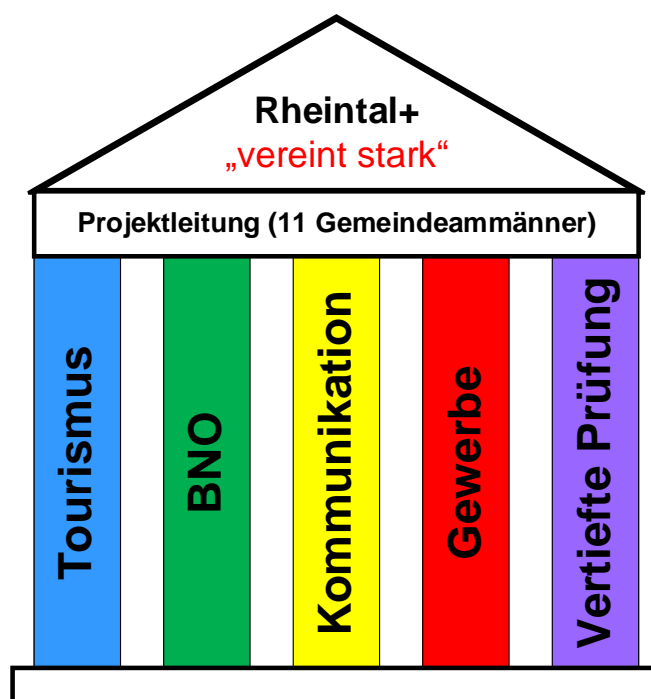 Rheintal+
„vereint stark“
Projektleitung (11 Gemeindeammänner)
Tourismus
BNO
Kommunikation
Gewerbe
Vertiefte Prüfung